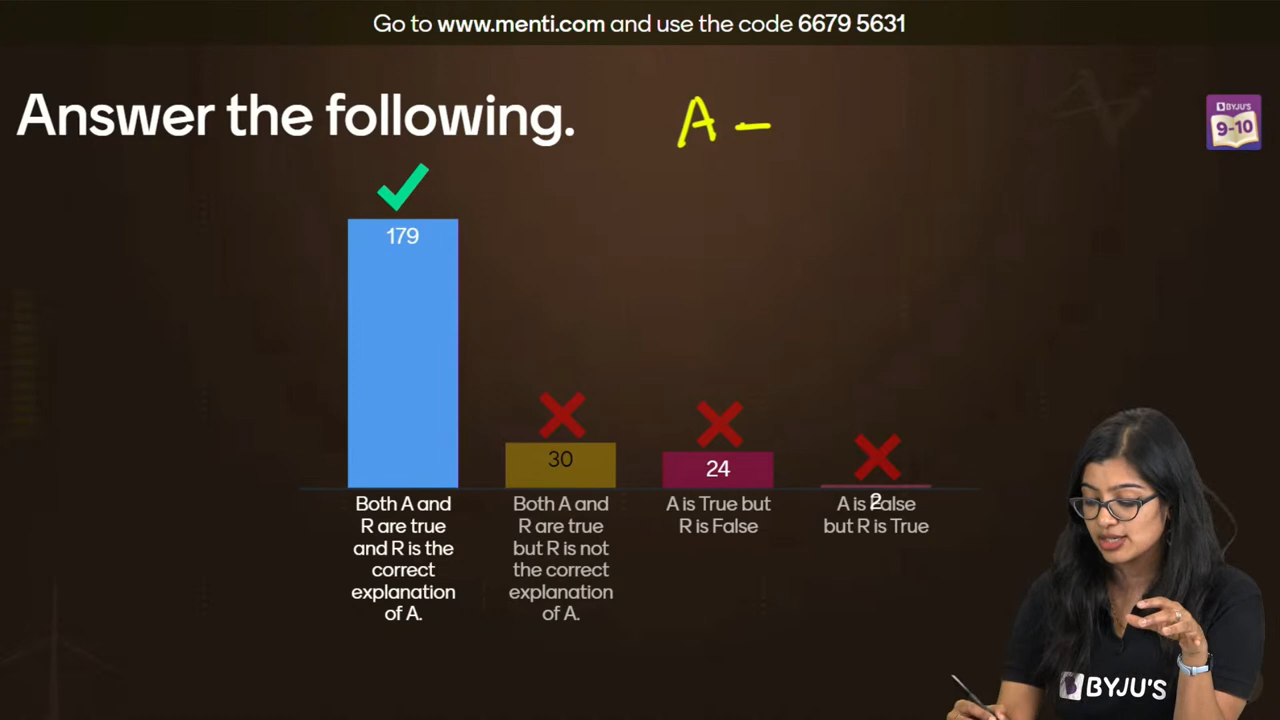 Go to www.menti.com and use the code 6679 5631
Answer the following.
A -
BYJU'S
9-10
179
30
24
2
Both A and
R are true
and R is the
correct
explanation
of A.
Both A and
R are true
but R is not
the correct
explanation
of A.
A is True but
R is False
A is False
but R is True
BYJU'S